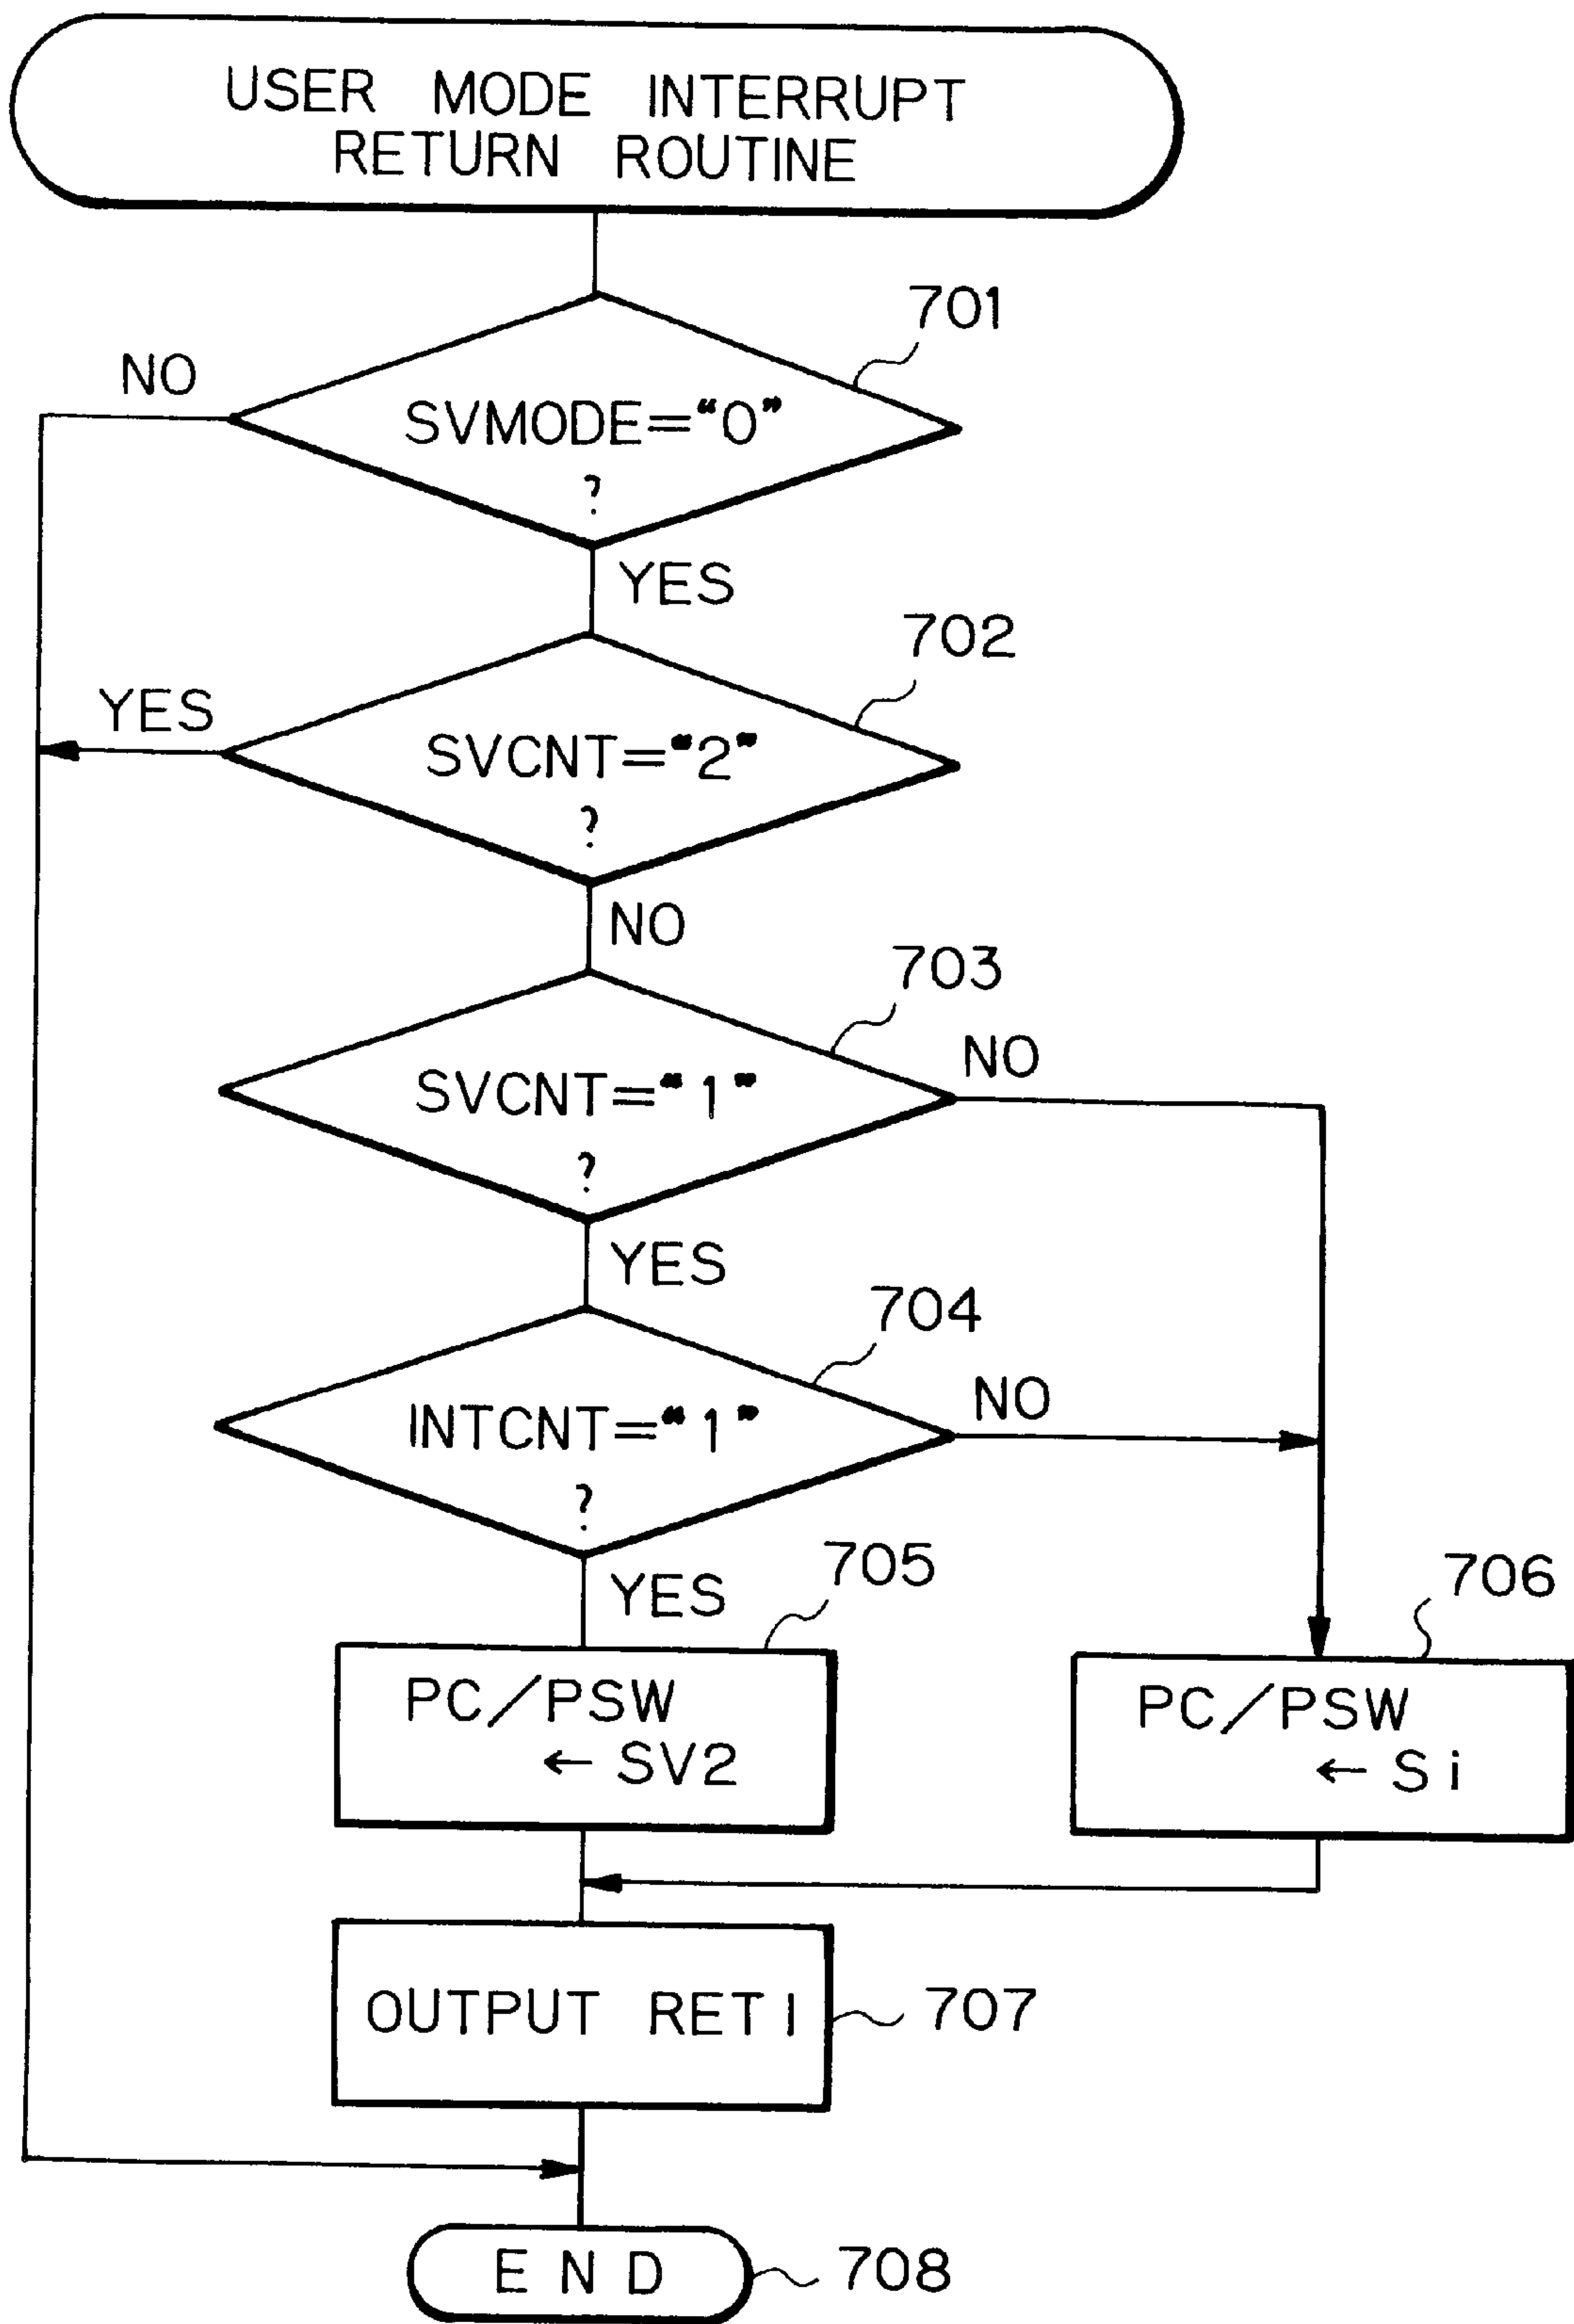 USER MODE INTERRUPT
RETURN ROUTINE
701
NO
SVMODE=“0”
?
YES
702
YES
SVCNT=“2”
?
NO
703
NO
SVCNT=“1”
?
YES
704
NO
INTCNT=“1”
?
YES
705
706
PC/PSW
← SV2
PC/PSW
← Si
OUTPUT RETI
707
END
708